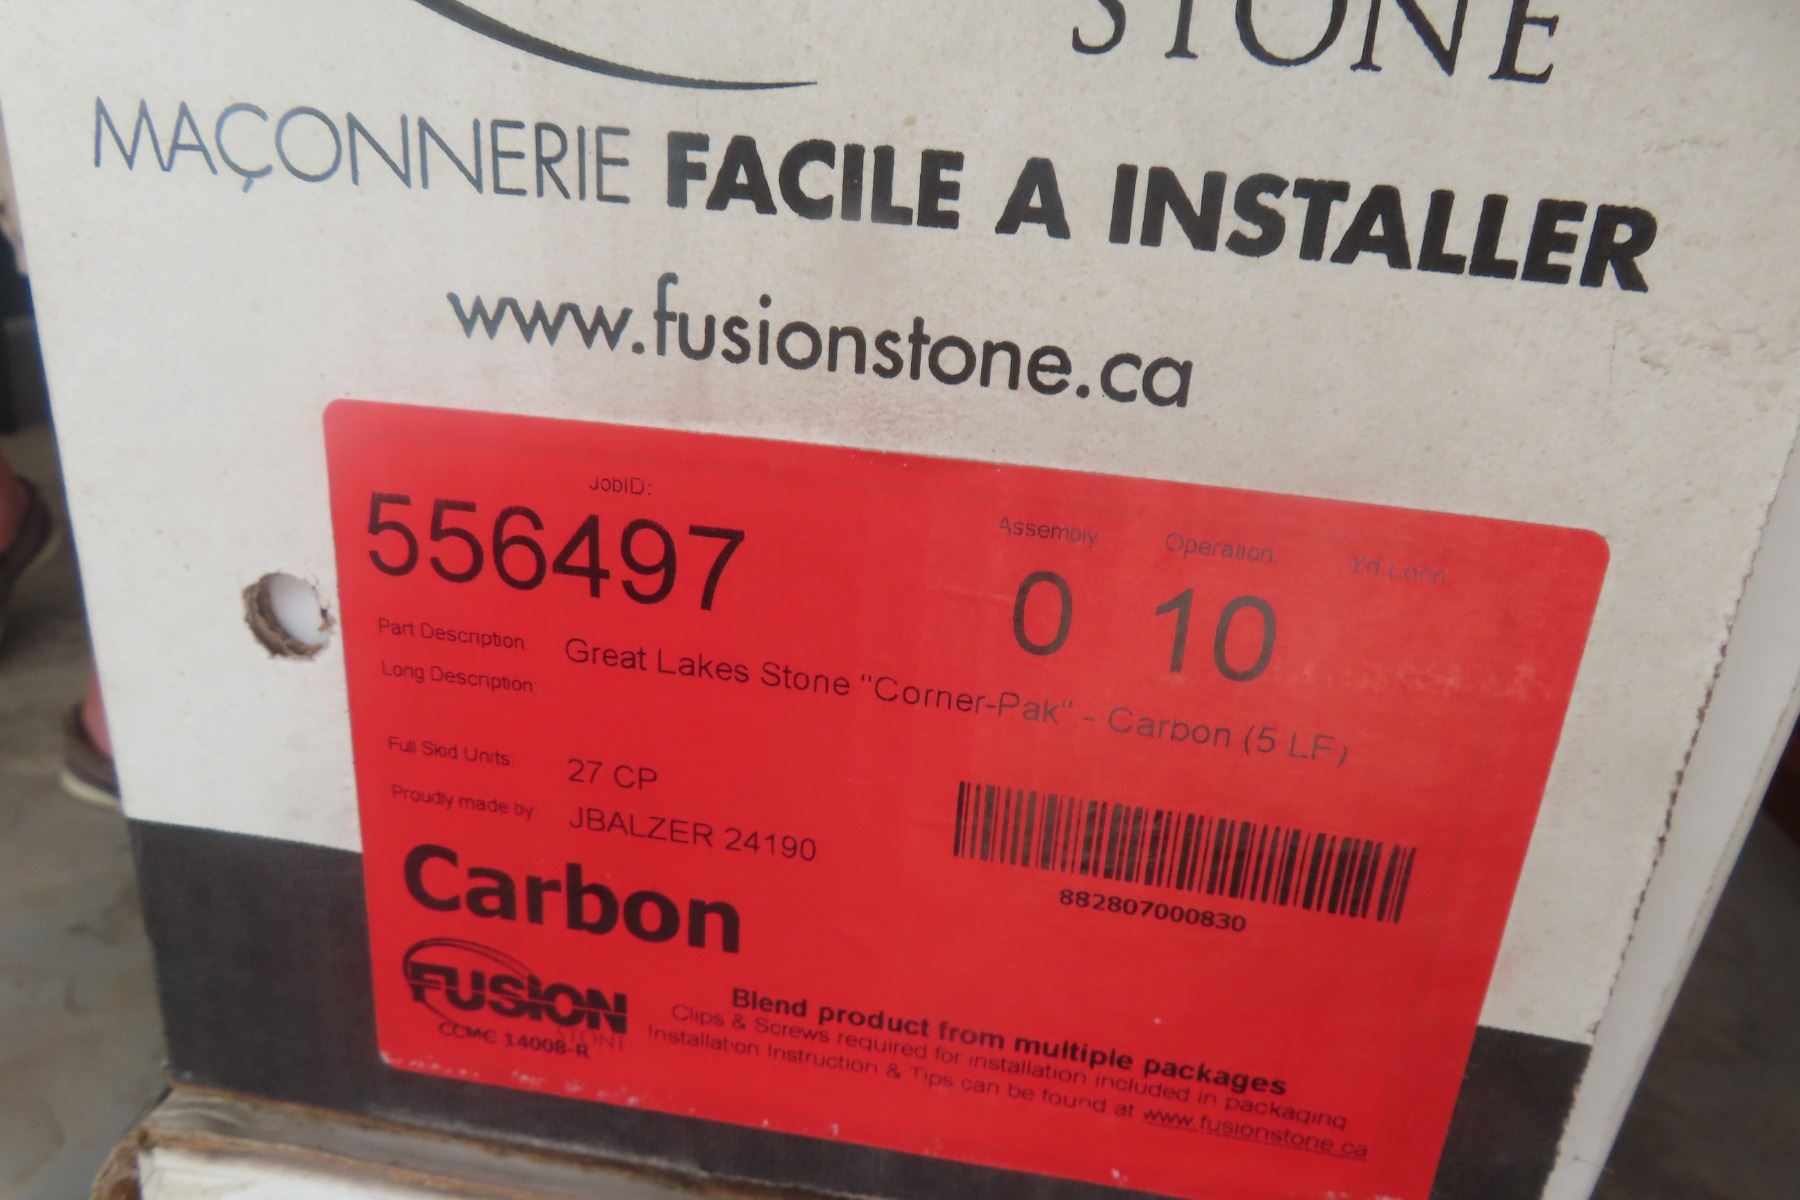 STONE
MAÇONNERIE FACILE A INSTALLER
www.fusionstone.ca
JobID:
556497
Assembly Operation
0 10
Part Description Great Lakes Stone "Corner-Pak" - Carbon (5 LF)
Long Description:
Full Skid Units: 27 CP
Proudly made by JBALZER 24190
882807000830
Carbon
FUSION
STONE
CCMC 14008-R
Blend product from multiple packages
Clips & Screws required for installation included in packaging
Installation Instruction & Tips can be found at www.fusionstone.ca